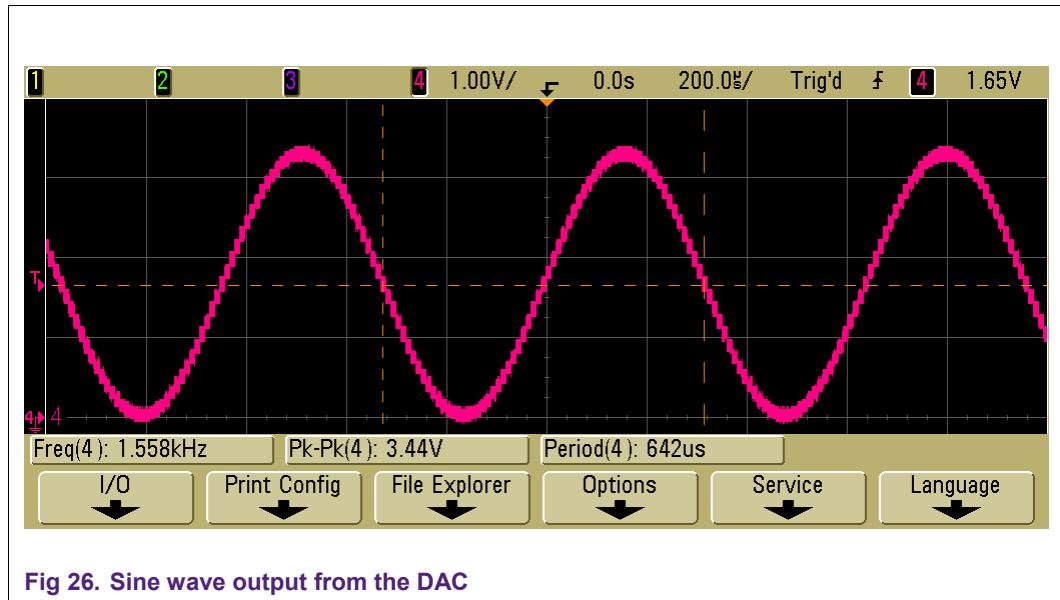 1 2 3 4 1.00V/ 0.0s 200.0µs/ Trig'd 4 1.65V
T
4 4
Freq(4): 1.558kHz Pk-Pk(4): 3.44V Period(4): 642us
I/O Print Config File Explorer Options Service Language
Fig 26. Sine wave output from the DAC